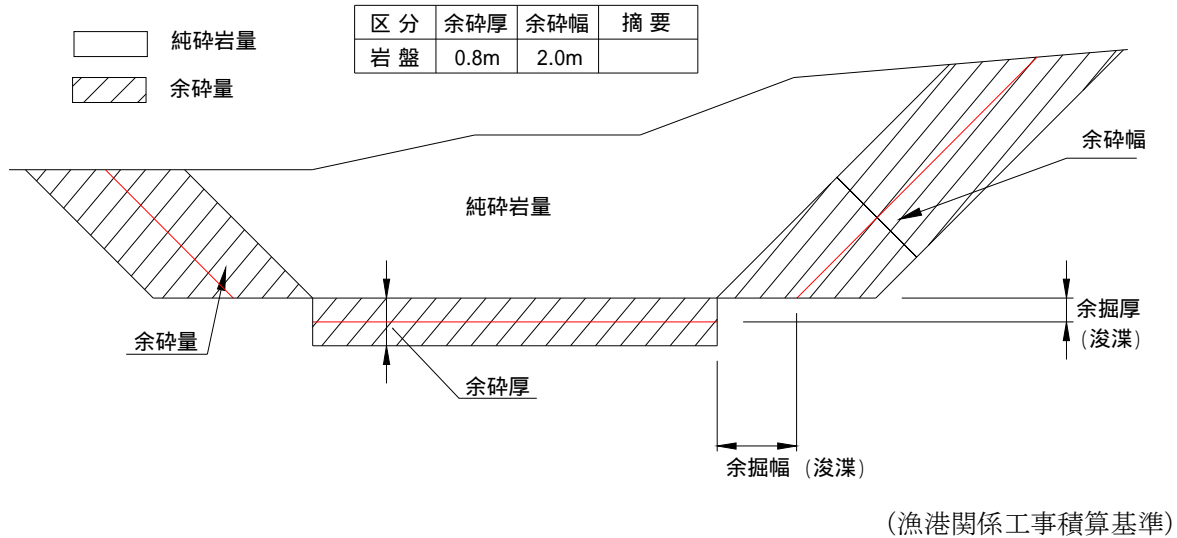 純砕岩量
余砕量
区 分 余砕厚 余砕幅 摘 要
岩 盤 0.8m 2.0m
余砕幅
純砕岩量
余掘厚
(浚渫)
余砕量
余砕厚
余掘幅 (浚渫)
(漁港関係工事積算基準)